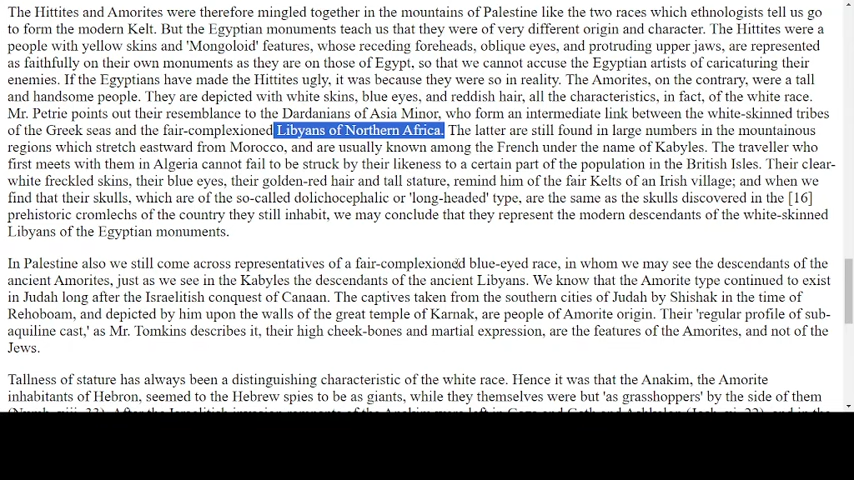 The Hittites and Amorites were therefore mingled together in the mountains of Palestine like the two races which ethnologists tell us go
to form the modern Kelt. But the Egyptian monuments teach us that they were of very different origin and character. The Hittites were a
people with yellow skins and 'Mongoloid' features, whose receding foreheads, oblique eyes, and protruding upper jaws, are represented
as faithfully on their own monuments as they are on those of Egypt, so that we cannot accuse the Egyptian artists of caricaturing their
enemies. If the Egyptians have made the Hittites ugly, it was because they were so in reality. The Amorites, on the contrary, were a tall
and handsome people. They are depicted with white skins, blue eyes, and reddish hair, all the characteristics, in fact, of the white race.
Mr. Petrie points out their resemblance to the Dardanians of Asia Minor, who form an intermediate link between the white-skinned tribes
of the Greek seas and the fair-complexioned Libyans of Northern Africa. The latter are still found in large numbers in the mountainous
regions which stretch eastward from Morocco, and are usually known among the French under the name of Kabyles. The traveller who
first meets with them in Algeria cannot fail to be struck by their likeness to a certain part of the population in the British Isles. Their clear-
white freckled skins, their blue eyes, their golden-red hair and tall stature, remind him of the fair Kelts of an Irish village; and when we
find that their skulls, which are of the so-called dolichocephalic or 'long-headed' type, are the same as the skulls discovered in the [16]
prehistoric cromlechs of the country they still inhabit, we may conclude that they represent the modern descendants of the white-skinned
Libyans of the Egyptian monuments.
In Palestine also we still come across representatives of a fair-complexioned blue-eyed race, in whom we may see the descendants of the
ancient Amorites, just as we see in the Kabyles the descendants of the ancient Libyans. We know that the Amorite type continued to exist
in Judah long after the Israelitish conquest of Canaan. The captives taken from the southern cities of Judah by Shishak in the time of
Rehoboam, and depicted by him upon the walls of the great temple of Karnak, are people of Amorite origin. Their 'regular profile of sub-
aquiline cast,' as Mr. Tomkins describes it, their high cheek-bones and martial expression, are the features of the Amorites, and not of the
Jews.
Tallness of stature has always been a distinguishing characteristic of the white race. Hence it was that the Anakim, the Amorite
inhabitants of Hebron, seemed to the Hebrew spies to be as giants, while they themselves were but 'as grasshoppers' by the side of them